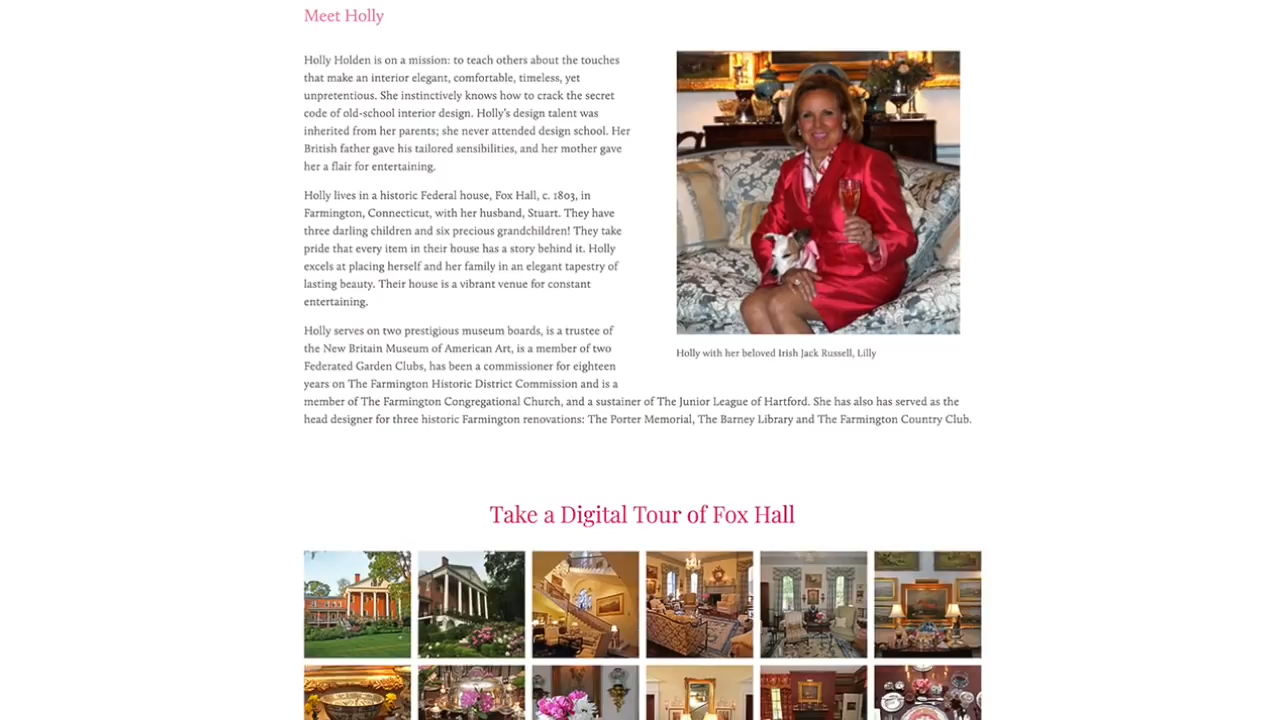 Meet Holly
Holly Holden is on a mission: to teach others about the touches
that make an interior elegant, comfortable, timeless, yet
unpretentious. She instinctively knows how to crack the secret
code of old-school interior design. Holly's design talent was
inherited from her parents; she never attended design school. Her
British father gave his tailored sensibilities, and her mother gave
her a flair for entertaining.
Holly lives in a historic Federal house, Fox Hall, c. 1803, in
Farmington, Connecticut, with her husband, Stuart. They have
three darling children and six precious grandchildren! They take
pride that every item in their house has a story behind it. Holly
excels at placing herself and her family in an elegant tapestry of
lasting beauty. Their house is a vibrant venue for constant
entertaining.
Holly serves on two prestigious museum boards, is a trustee of
the New Britain Museum of American Art, is a member of two
Federated Garden Clubs, has been a commissioner for eighteen
years on The Farmington Historic District Commission and is a
member of The Farmington Congregational Church, and a sustainer of The Junior League of Hartford. She has also has served as the
head designer for three historic Farmington renovations: The Porter Memorial, The Barney Library and The Farmington Country Club.
Holly with her beloved Irish Jack Russell, Lilly
Take a Digital Tour of Fox Hall